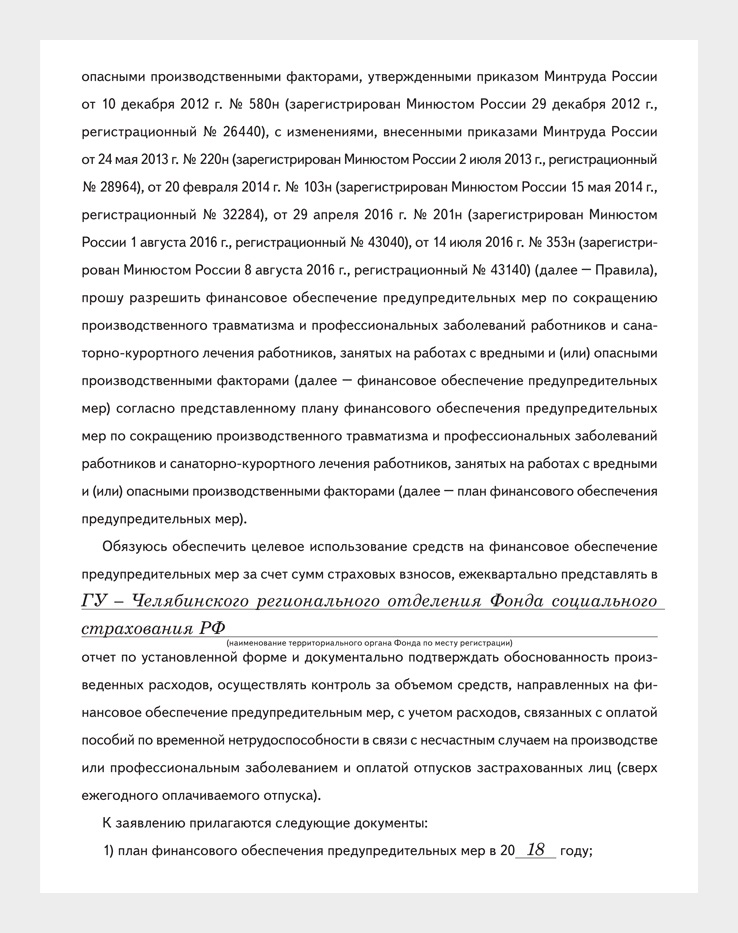 опасными производственными факторами, утвержденными приказом Минтруда России
от 10 декабря 2012 г. № 580н (зарегистрирован Минюстом России 29 декабря 2012 г.,
регистрационный № 26440), с изменениями, внесенными приказами Минтруда России
от 24 мая 2013 г. № 220н (зарегистрирован Минюстом России 2 июля 2013 г., регистрационный
№ 28964), от 20 февраля 2014 г. № 103н (зарегистрирован Минюстом России 15 мая 2014 г.,
регистрационный № 32284), от 29 апреля 2016 г. № 201н (зарегистрирован Минюстом
России 1 августа 2016 г., регистрационный № 43040), от 14 июля 2016 г. № 353н (зарегистри-
рован Минюстом России 8 августа 2016 г., регистрационный № 43140) (далее — Правила),
прошу разрешить финансовое обеспечение предупредительных мер по сокращению
производственного травматизма и профессиональных заболеваний работников и сана-
торно-курортного лечения работников, занятых на работах с вредными и (или) опасными
производственными факторами (далее — финансовое обеспечение предупредительных
мер) согласно представленному плану финансового обеспечения предупредительных
мер по сокращению производственного травматизма и профессиональных заболеваний
работников и санаторно-курортного лечения работников, занятых на работах с вредными
и (или) опасными производственными факторами (далее — план финансового обеспечения
предупредительных мер).
Обязуюсь обеспечить целевое использование средств на финансовое обеспечение
предупредительных мер за счет сумм страховых взносов, ежеквартально представлять в
ГУ – Челябинского регионального отделения Фонда социального
страхования РФ
(наименование территориального органа Фонда по месту регистрации)
отчет по установленной форме и документально подтверждать обоснованность произ-
веденных расходов, осуществлять контроль за объемом средств, направленных на фи-
нансовое обеспечение предупредительным мер, с учетом расходов, связанных с оплатой
пособий по временной нетрудоспособности в связи с несчастным случаем на производстве
или профессиональным заболеванием и оплатой отпусков застрахованных лиц (сверх
ежегодного оплачиваемого отпуска).
К заявлению прилагаются следующие документы:
1) план финансового обеспечения предупредительных мер в 20 18 году;